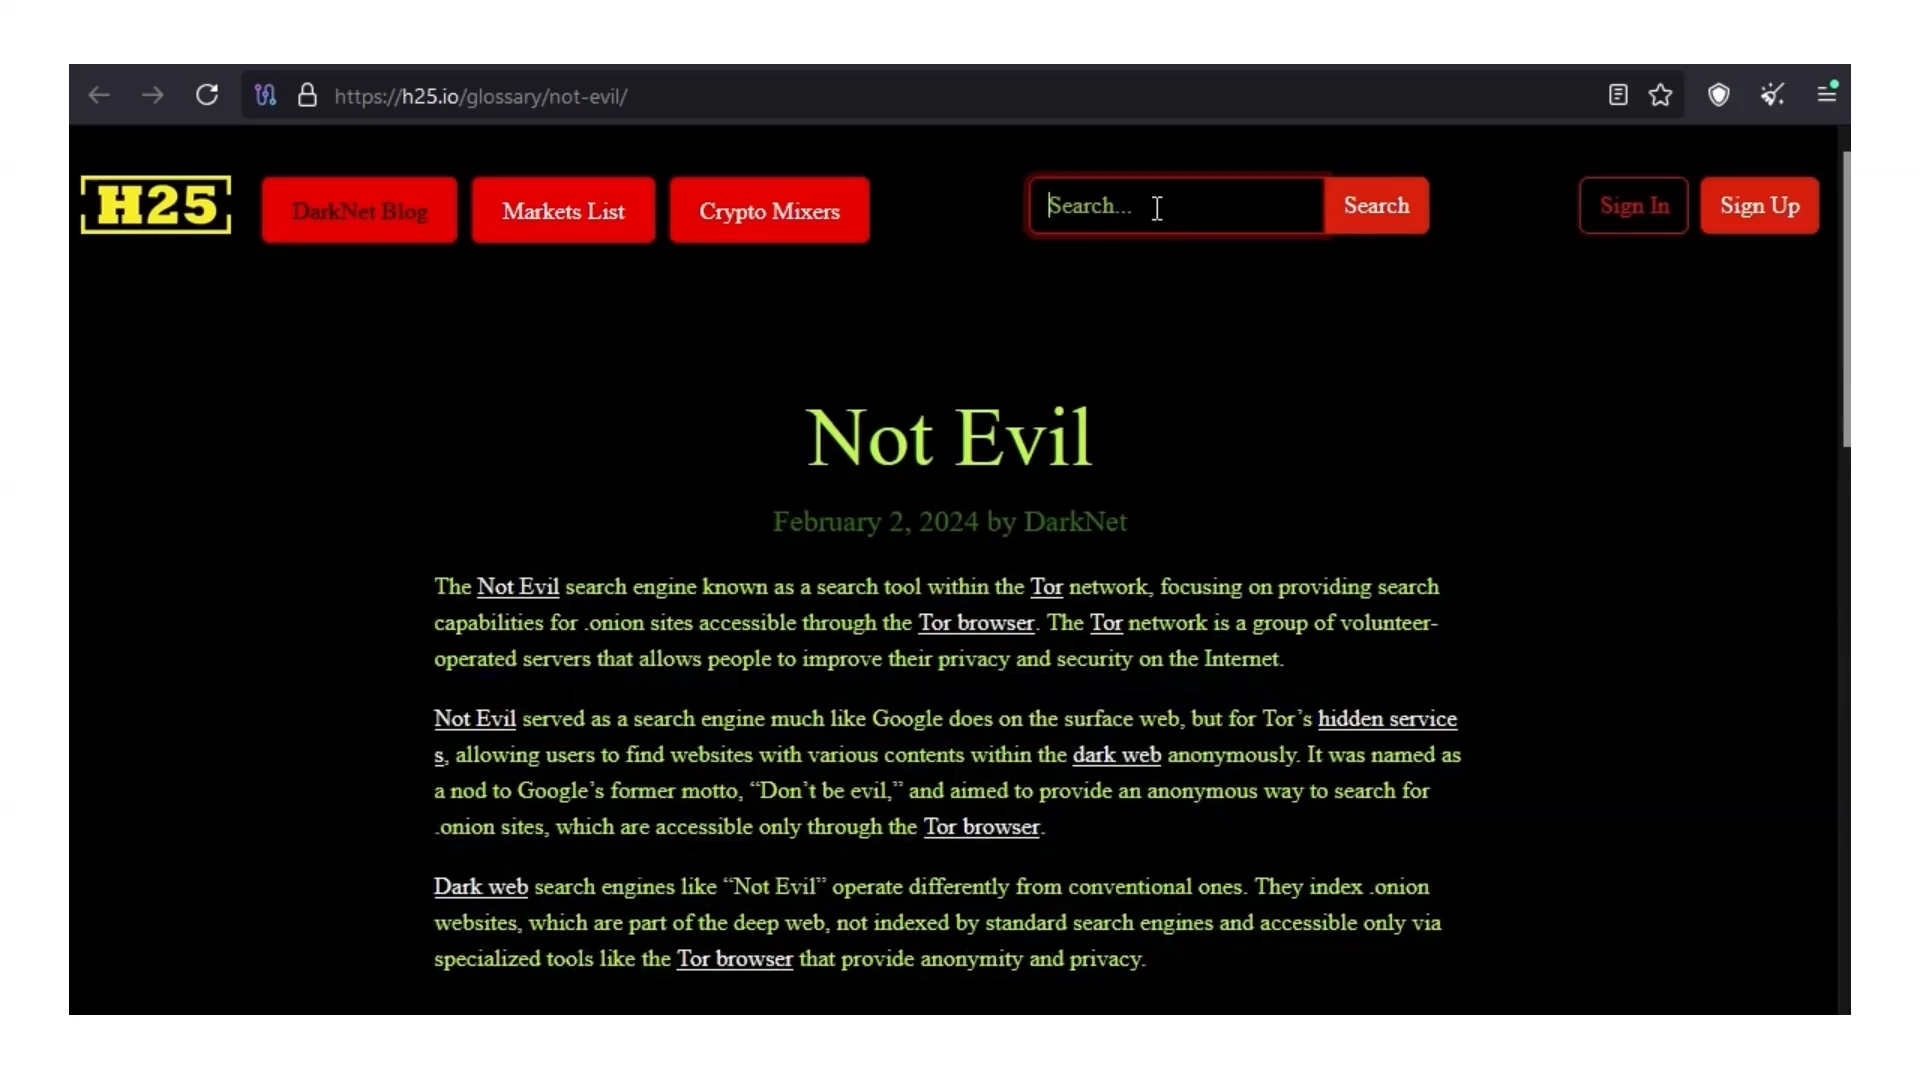 https://h25.io/glossary/not-evil/
H25
DarkNet Blog
Markets List
Crypto Mixers
Search...
Search
Sign In
Sign Up
Not Evil
February 2, 2024 by DarkNet
The Not Evil search engine known as a search tool within the Tor network, focusing on providing search
capabilities for .onion sites accessible through the Tor browser. The Tor network is a group of volunteer-
operated servers that allows people to improve their privacy and security on the Internet.
Not Evil served as a search engine much like Google does on the surface web, but for Tor’s hidden service
s, allowing users to find websites with various contents within the dark web anonymously. It was named as
a nod to Google’s former motto, “Don’t be evil,” and aimed to provide an anonymous way to search for
.onion sites, which are accessible only through the Tor browser.
Dark web search engines like “Not Evil” operate differently from conventional ones. They index .onion
websites, which are part of the deep web, not indexed by standard search engines and accessible only via
specialized tools like the Tor browser that provide anonymity and privacy.